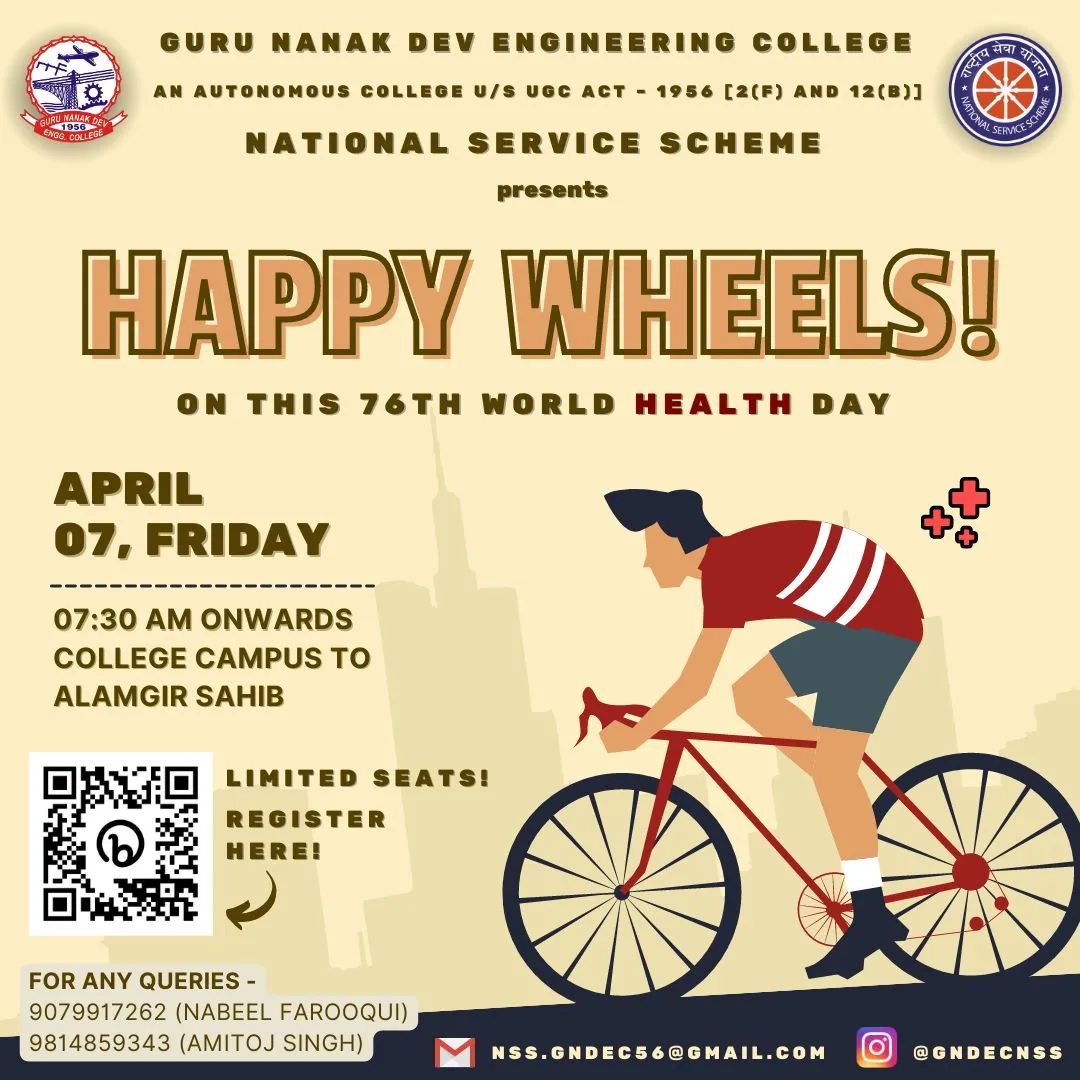 GURU NANAK DEV ENGINEERING COLLEGE
AN AUTONOMOUS COLLEGE U/S UGC ACT - 1956 [2(F) AND 12(B)]
NATIONAL SERVICE SCHEME
presents
GURU NANAK DEV
1956
ENGG. COLLEGE
राष्ट्रीय सेवा योजना
NATIONAL SERVICE SCHEME
HAPPY WHEELS!
ON THIS 76TH WORLD HEALTH DAY
APRIL
07, FRIDAY
07:30 AM ONWARDS
COLLEGE CAMPUS TO
ALAMGIR SAHIB
LIMITED SEATS!
REGISTER
HERE!
b
FOR ANY QUERIES -
9079917262 (NABEEL FAROOQUI)
9814859343 (AMITOJ SINGH)
NSS.GNDEC56@GMAIL.COM
@GNDECNSS